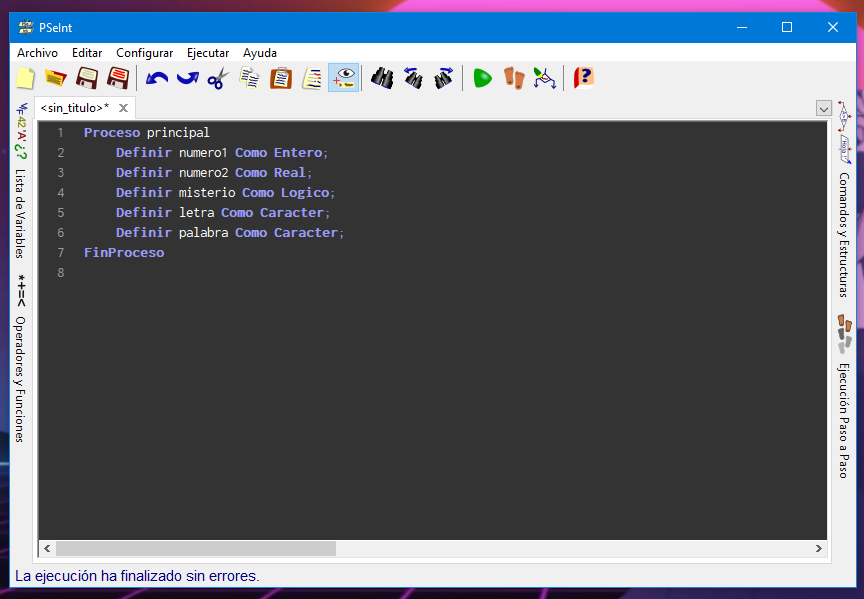 PSeInt
Archivo Editar Configurar Ejecutar Ayuda
<sin_titulo>*
1 Proceso principal
2 Definir numero1 Como Entero;
3 Definir numero2 Como Real;
4 Definir misterio Como Logico;
5 Definir letra Como Caracter;
6 Definir palabra Como Caracter;
7 FinProceso
8
42 'A' ¿?
Lista de Variables
*+=<
Operadores y Funciones
Comandos y Estructuras
Ejecución Paso a Paso
La ejecución ha finalizado sin errores.